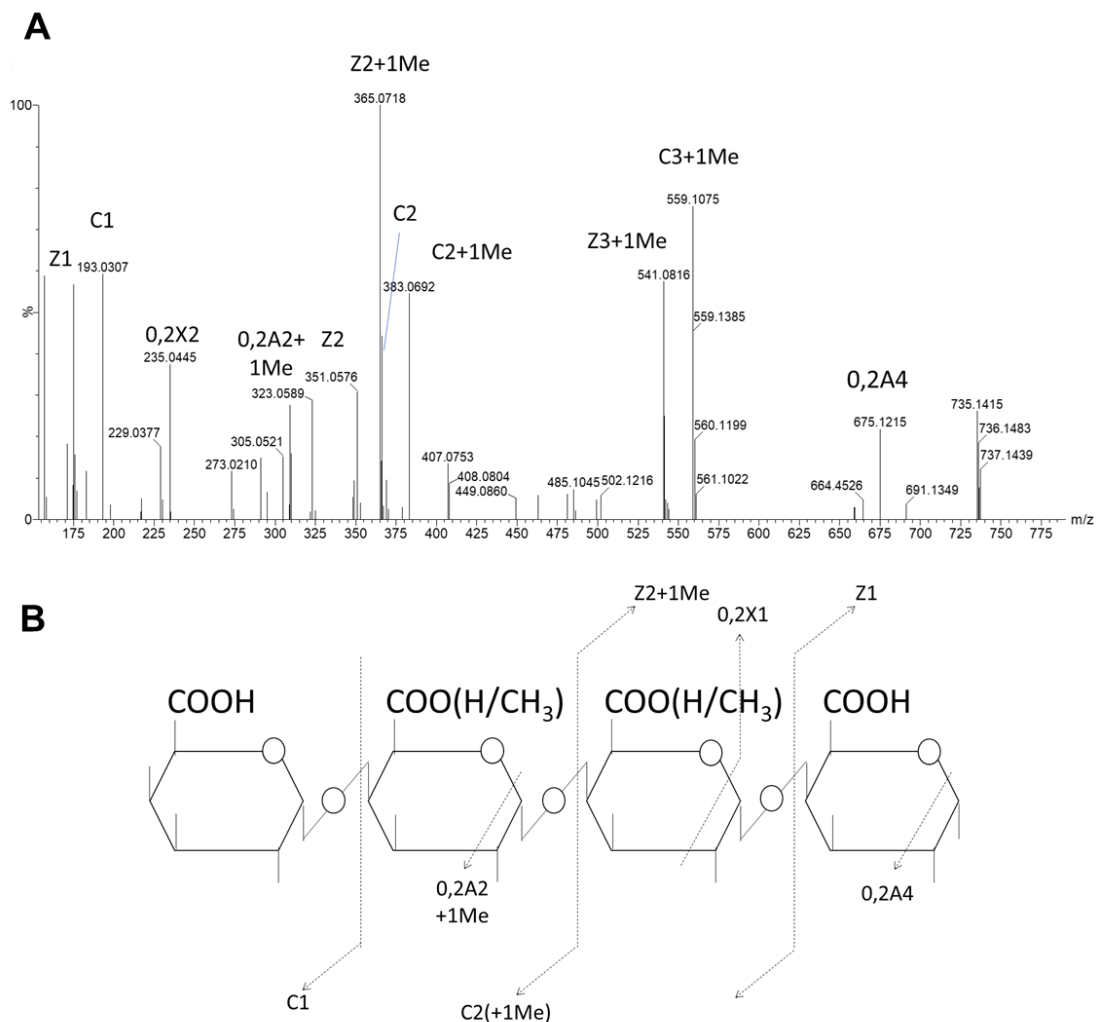 A
Z2+1Me
100
365.0718
C3+1Me
559.1075
C1
C2
C2+1Me
Z3+1Me
Z1
193.0307
541.0816
383.0692
%
559.1385
0,2X2
235.0445
0,2A2+
1Me
Z2
351.0576
323.0589
0,2A4
675.1215
735.1415
229.0377
305.0521
560.1199
736.1483
273.0210
407.0753
408.0804
449.0860
485.1045
502.1216
561.1022
664.4526
691.1349
737.1439
0
175 200 225 250 275 300 325 350 375 400 425 450 475 500 525 550 575 600 625 650 675 700 725 750 775
m/z
B
Z2+1Me
0,2X1
Z1
COOH
COO(H/CH₃)
COO(H/CH₃)
COOH
0,2A2
+1Me
0,2A4
C1
C2(+1Me)